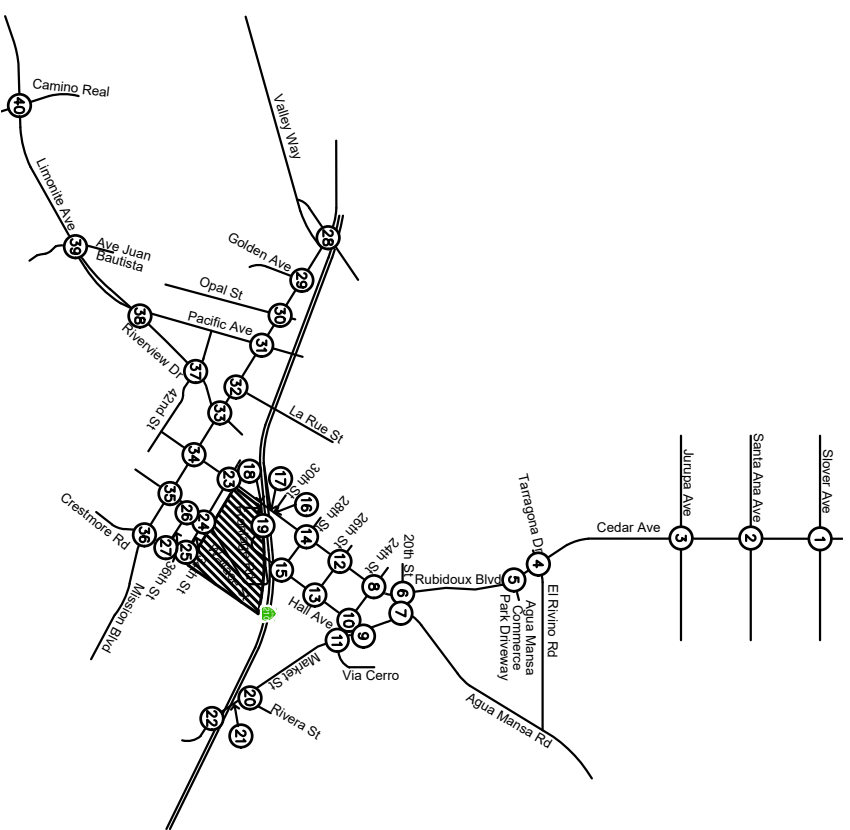 Camino Real
40
Limonite Ave
39
Ave Juan
Bautista
38
Riverview Dr
37
42nd St
Valley Way
28
Golden Ave
29
Opal St
30
Pacific Ave
31
32
La Rue St
33
34
35
Crestmore Rd
36
Mission Blvd
27
36th St
26
25
24
23
18
17
30th St
16
19
28th St
14
15
26th St
12
13
24th St
8
20th St
6
7
Hall Ave
10
9
11
Via Cerro
Market St
20
Rivera St
21
22
Rubidoux Blvd
Agua Mansa Rd
5
Agua Mansa
Commerce
Park Driveway
4
Tarragona Dr
El Rivino Rd
Cedar Ave
Jurupa Ave
3
Santa Ana Ave
2
Slover Ave
1